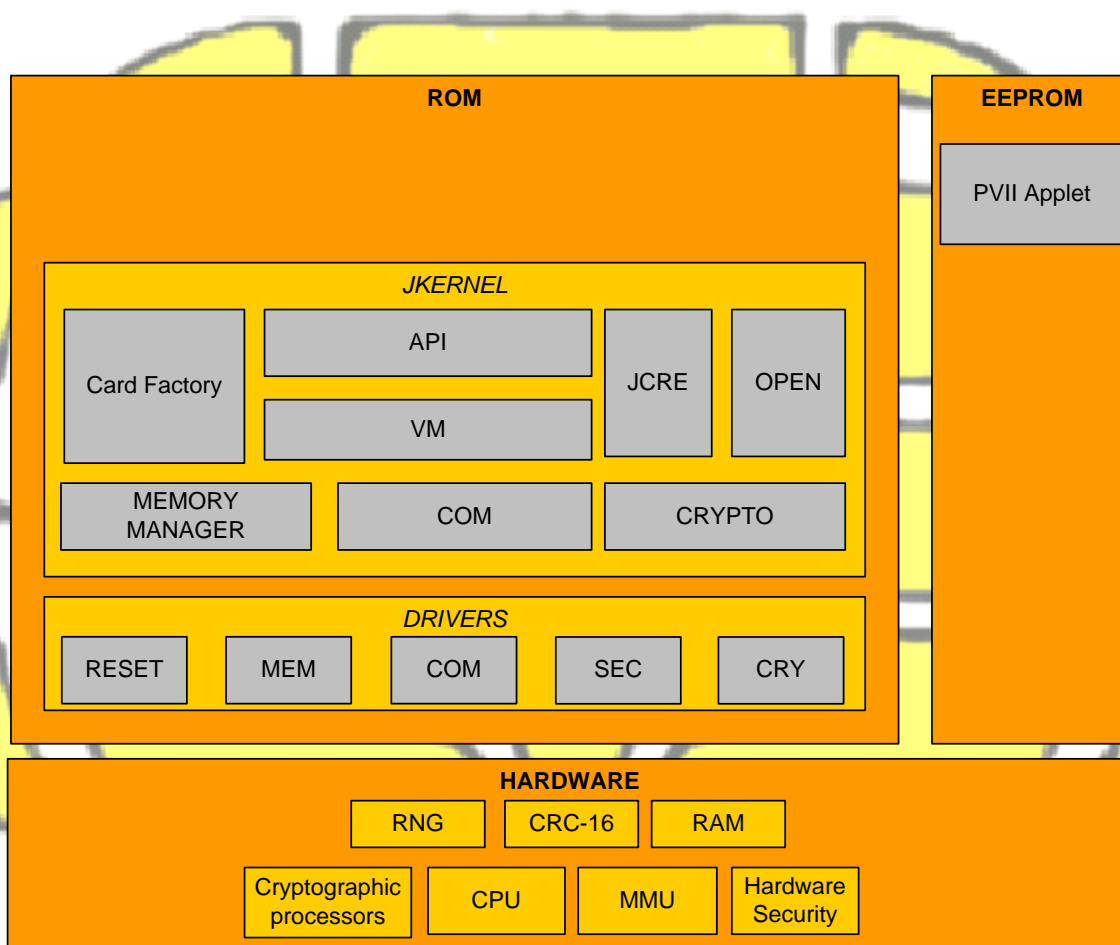 ROM
EEPROM
PVII Applet
JKERNEL
Card Factory
API
VM
JCRE
OPEN
MEMORY
MANAGER
COM
CRYPTO
DRIVERS
RESET
MEM
COM
SEC
CRY
HARDWARE
RNG
CRC-16
RAM
Cryptographic
processors
CPU
MMU
Hardware
Security